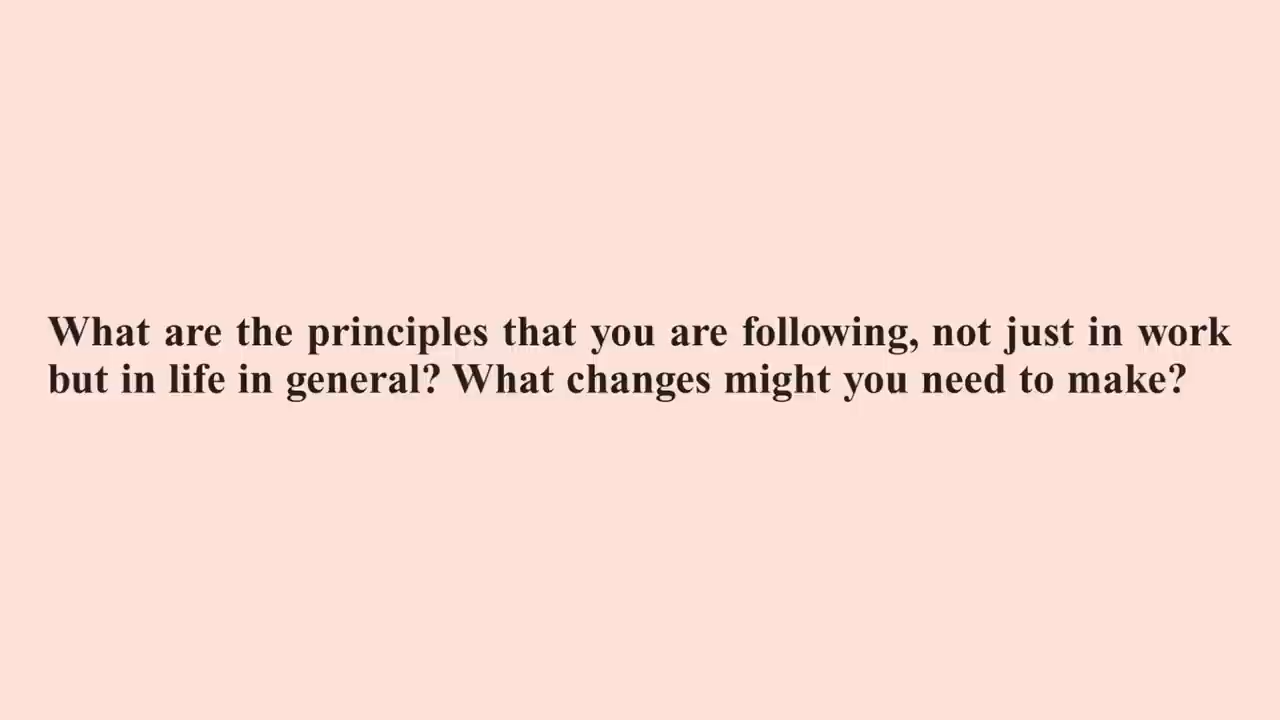 What are the principles that you are following, not just in work
but in life in general? What changes might you need to make?